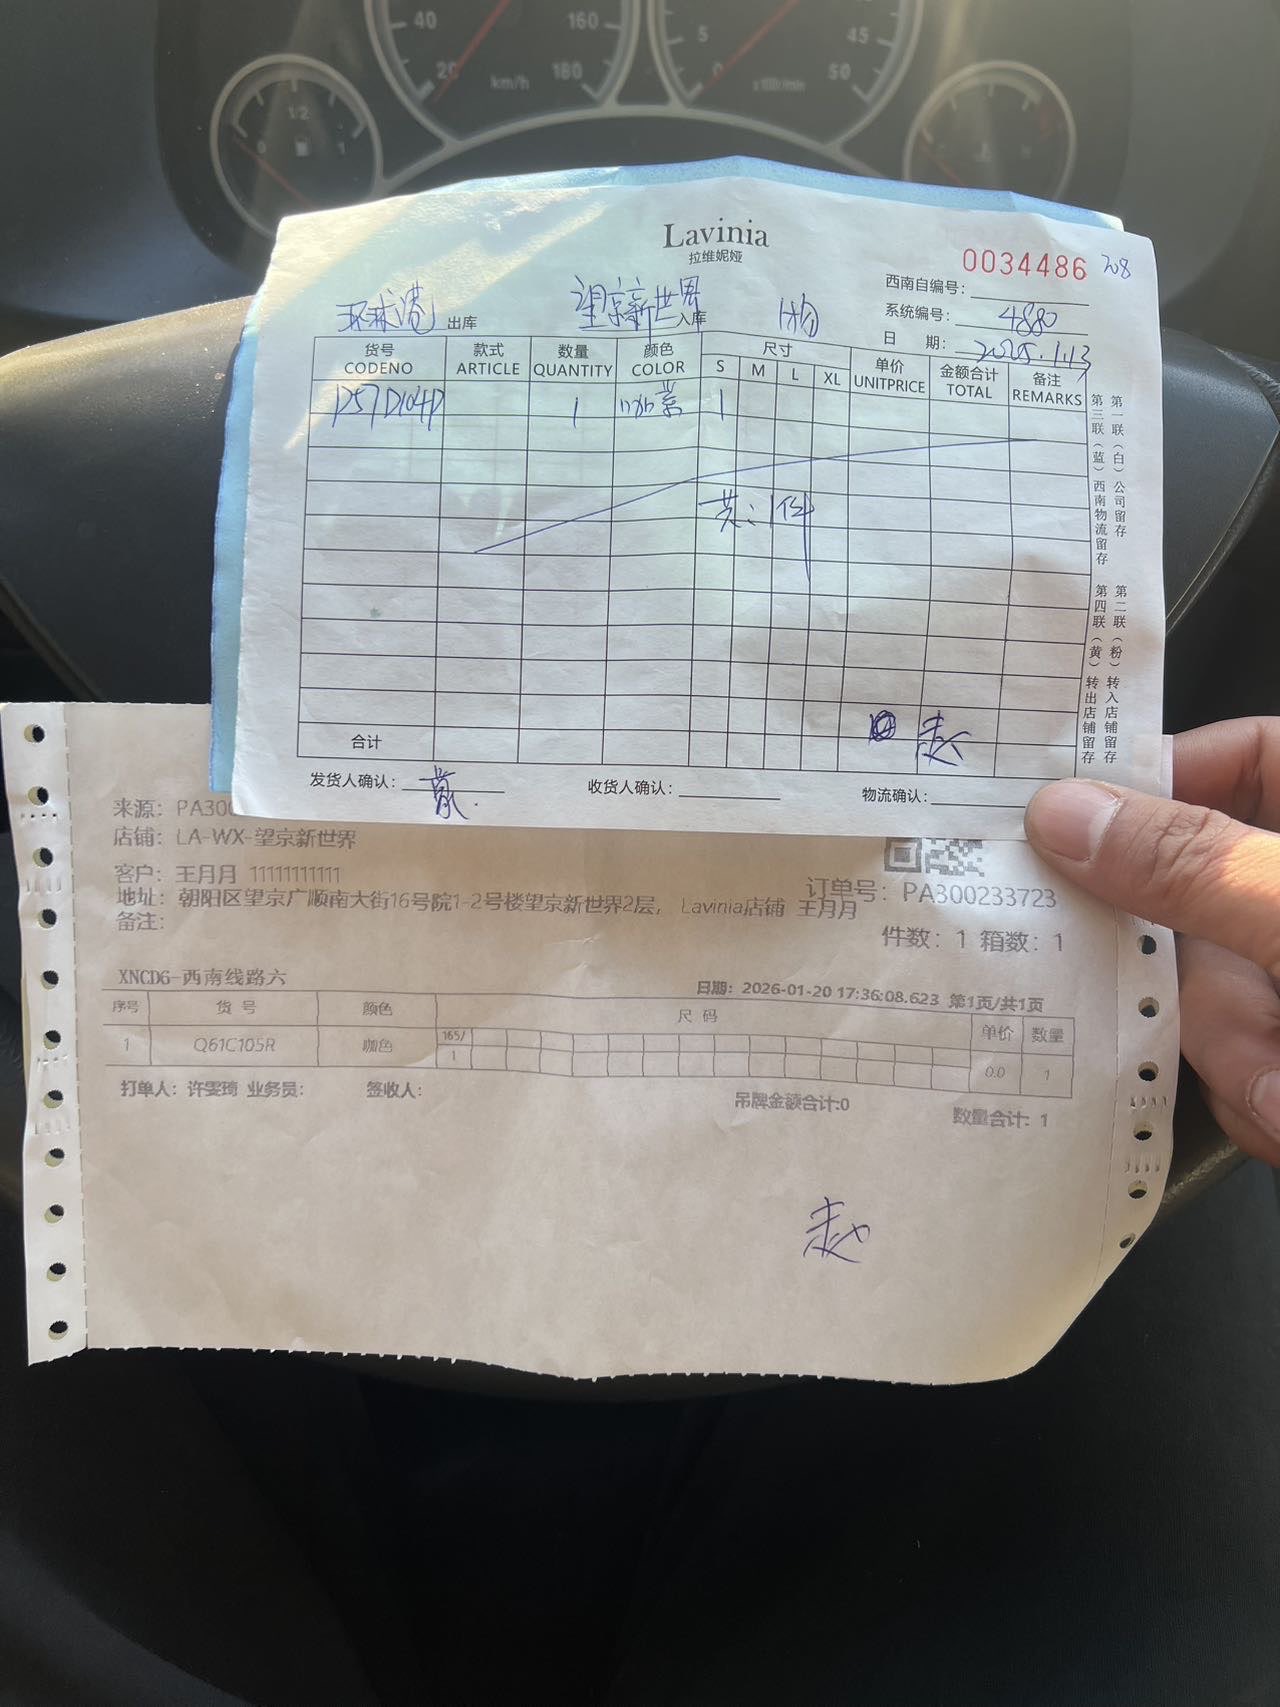 40
160
20
180
km/h
5
45
0
50
x100r/min
0
1/2
1
Lavinia
拉维妮娅
0034486
708
西南自编号：
系统编号： 4880
日 期： 2025.1.13
环球港 出库 望京新世界 入库
货号 款式 数量 颜色 尺寸 单价 金额合计 备注
CODENO ARTICLE QUANTITY COLOR S M L XL UNITPRICE TOTAL REMARKS
1 1
共：1件
合计
赵
发货人确认： 收货人确认： 物流确认：
第一联（白）公司留存
第二联（粉）转入店铺留存
第三联（蓝）西南物流留存
第四联（黄）转出店铺留存
来源：PA300
店铺：LA-WX-望京新世界
客户：王月月 11111111111
地址：朝阳区望京广顺南大街16号院1-2号楼望京新世界2层， Lavinia店铺 王月月
备注：
订单号：PA300233723
件数：1 箱数：1
XNCD6-西南线路六
日期：2026-01-20 17:36:08.623 第1页/共1页
序号 货 号 颜色 尺 码 单价 数量
165/
1 Q61C105R 咖色 1 0.0 1
打单人：许雯琦 业务员： 签收人：
吊牌金额合计:0
数量合计：1
赵